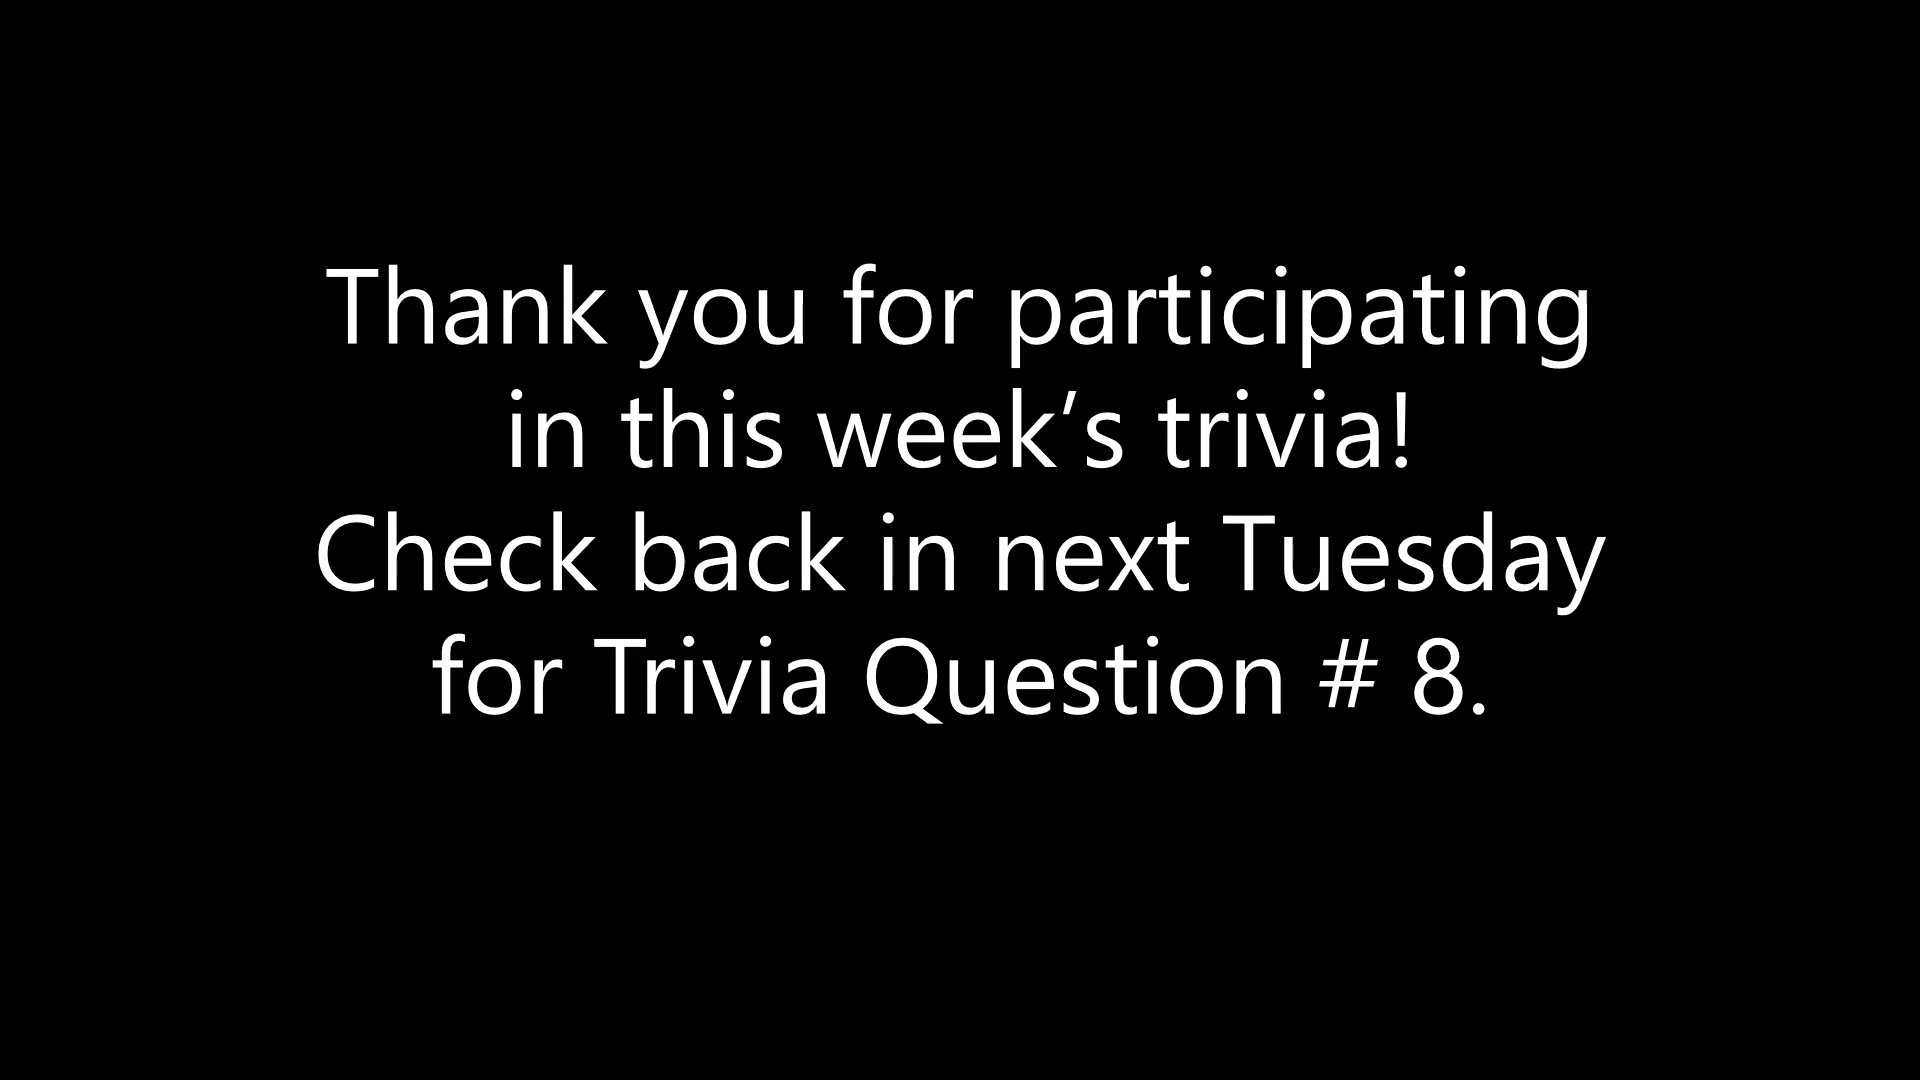 Thank you for participating
in this week’s trivia!
Check back in next Tuesday
for Trivia Question # 8.